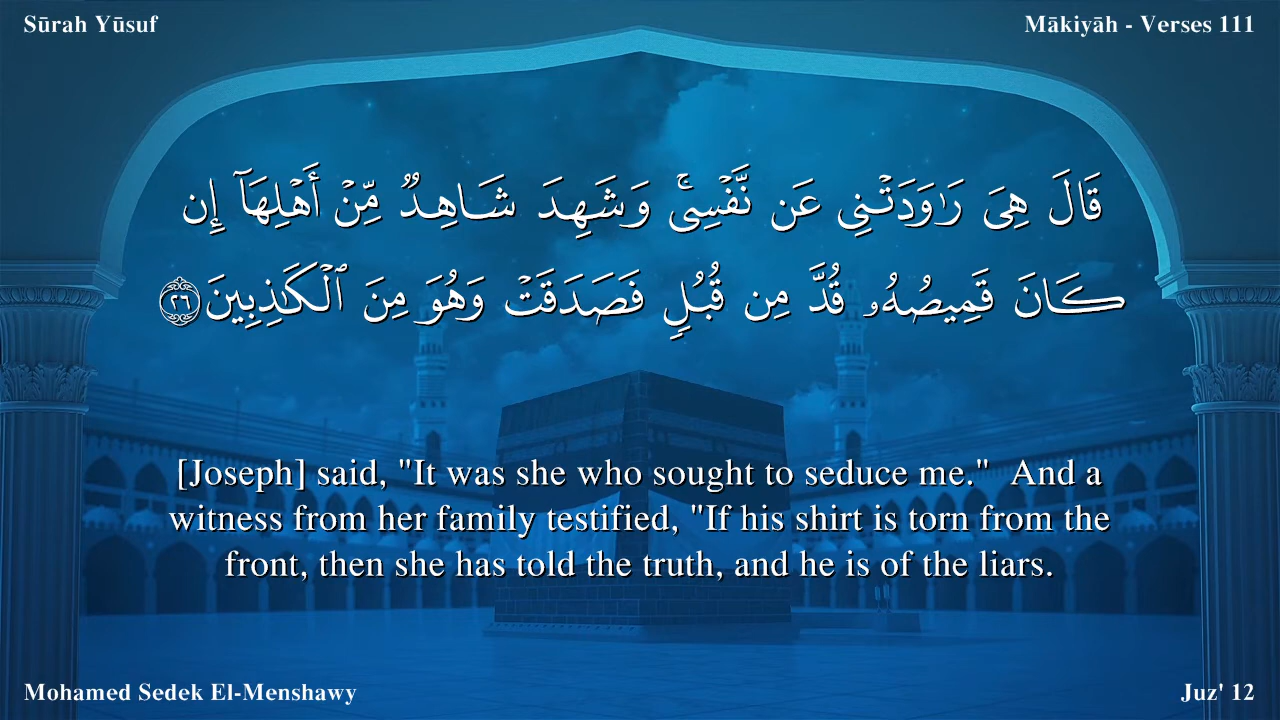 Sūrah Yūsuf
Mākiyāh - Verses 111
قَالَ هِىَ رَٰوَدَتْنِى عَن نَّفْسِىۚ وَشَهِدَ شَاهِدٌۭ مِّنْ أَهْلِهَآ إِن
كَانَ قَمِيصُهُۥ قُدَّ مِن قُبُلٍۢ فَصَدَقَتْ وَهُوَ مِنَ ٱلْكَٰذِبِينَ ٢٦
[Joseph] said, "It was she who sought to seduce me."  And a
witness from her family testified, "If his shirt is torn from the
front, then she has told the truth, and he is of the liars.
Mohamed Sedek El-Menshawy
Juz' 12